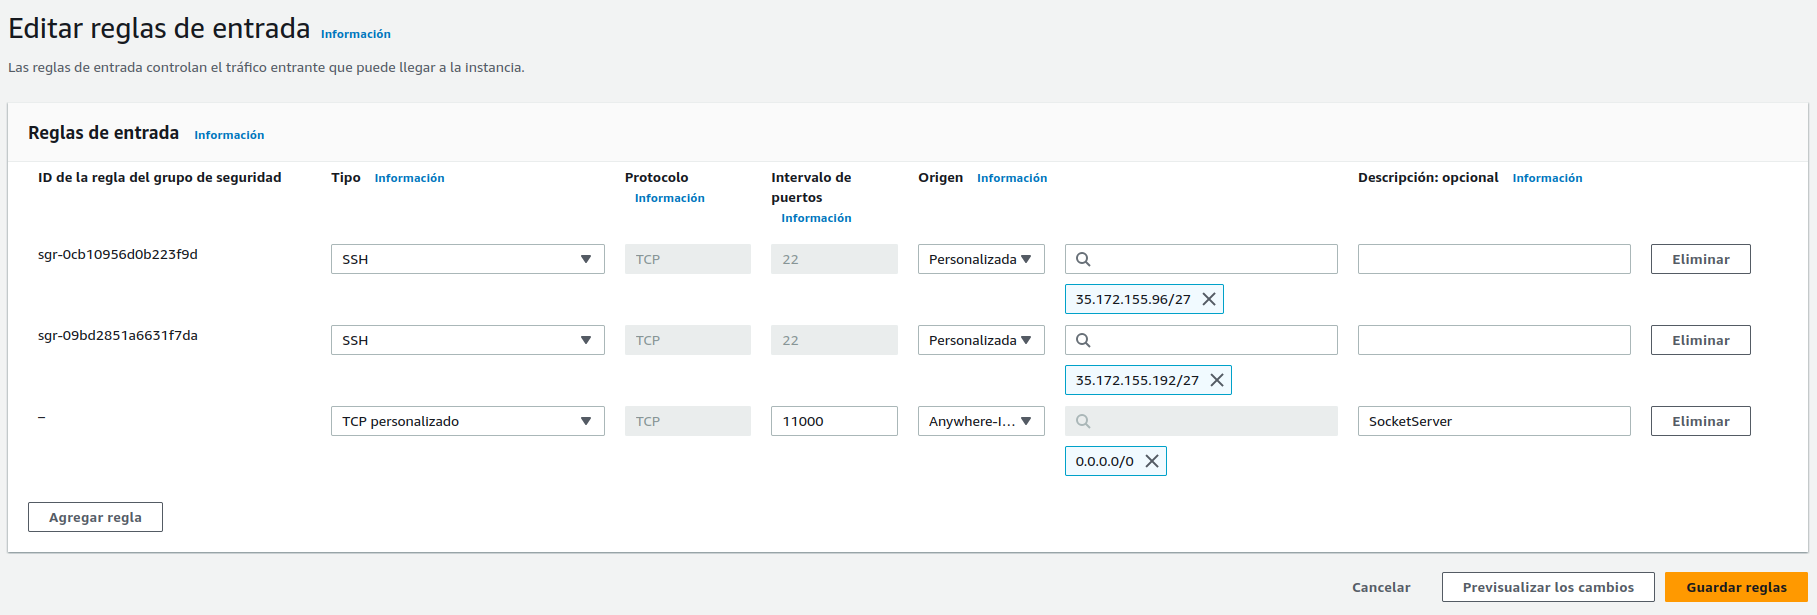 Editar reglas de entrada Información
Las reglas de entrada controlan el tráfico entrante que puede llegar a la instancia.
Reglas de entrada Información
ID de la regla del grupo de seguridad Tipo Información Protocolo Información Intervalo de puertos Información Origen Información Descripción: opcional Información
sgr-0cb10956d0b223f9d SSH TCP 22 Personalizada Eliminar
35.172.155.96/27
sgr-09bd2851a6631f7da SSH TCP 22 Personalizada Eliminar
35.172.155.192/27
– TCP personalizado TCP 11000 Anywhere-I... SocketServer Eliminar
0.0.0.0/0
Agregar regla
Cancelar Previsualizar los cambios Guardar reglas